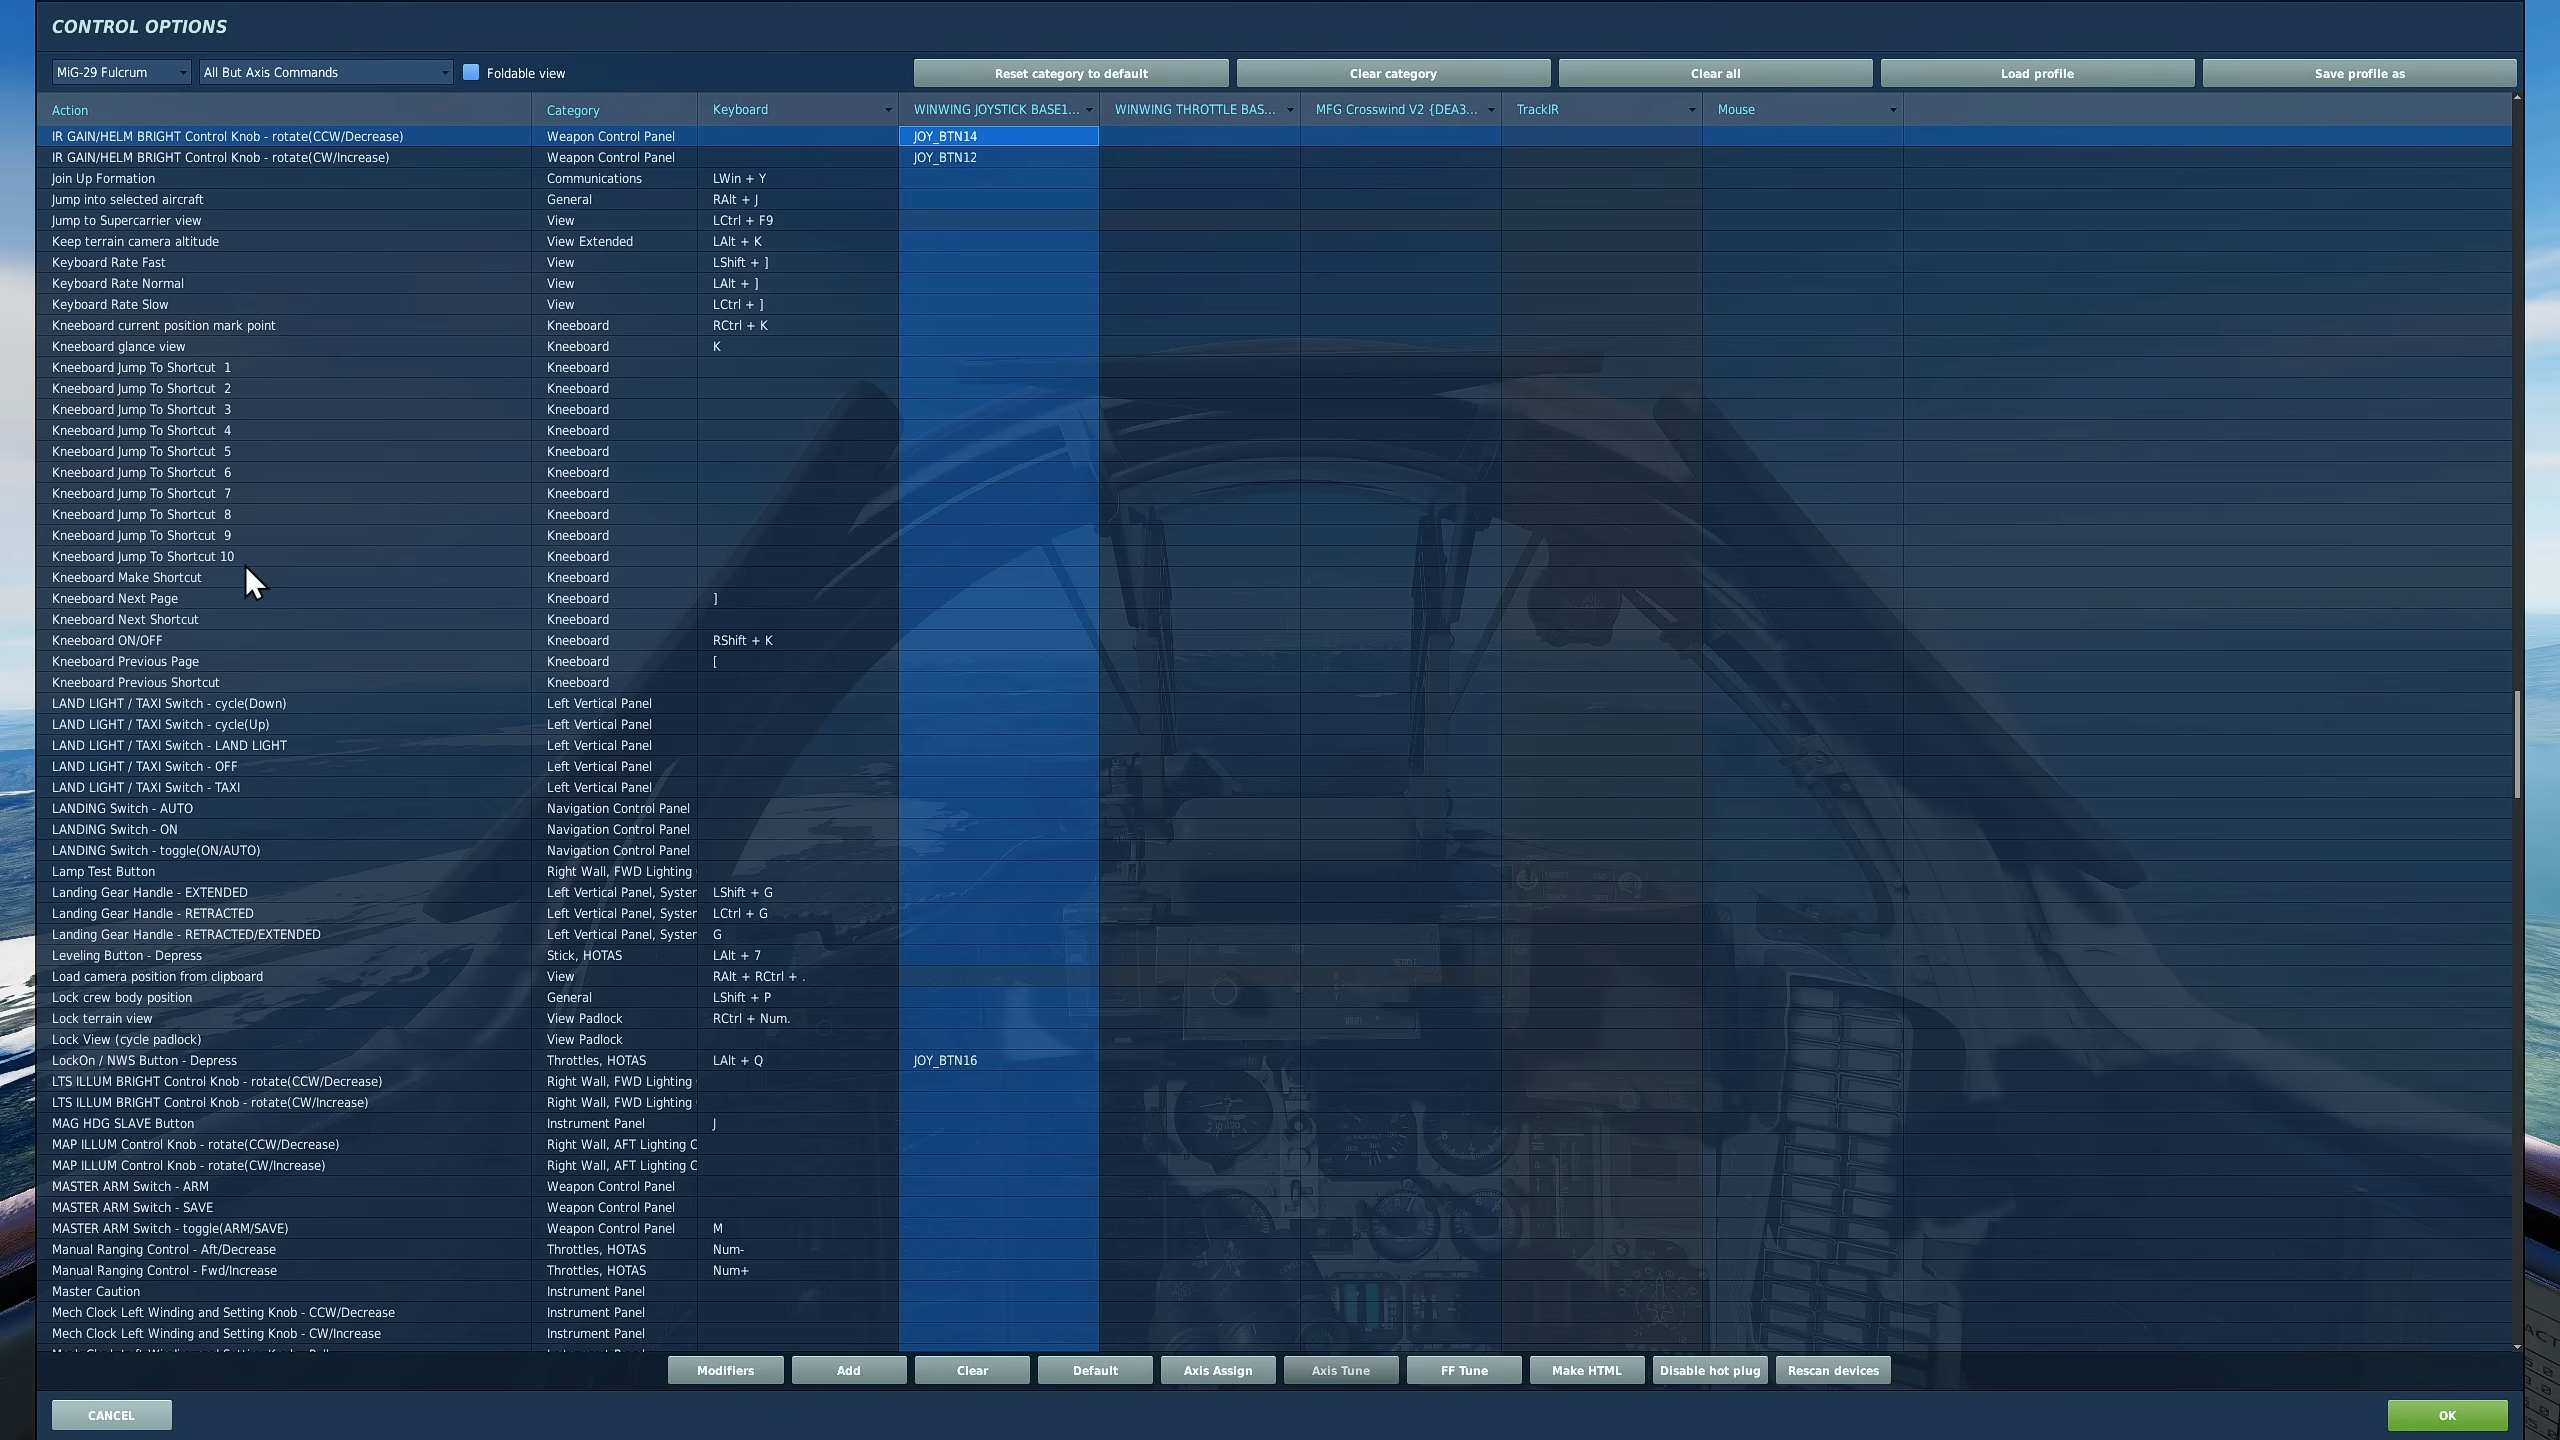 CONTROL OPTIONS
MiG-29 Fulcrum All But Axis Commands Foldable view Reset category to default Clear category Clear all Load profile Save profile as
Action Category Keyboard WINWING JOYSTICK BASE1... WINWING THROTTLE BAS... MFG Crosswind V2 {DEA3... TrackIR Mouse
IR GAIN/HELM BRIGHT Control Knob - rotate(CCW/Decrease) Weapon Control Panel JOY_BTN14
IR GAIN/HELM BRIGHT Control Knob - rotate(CW/Increase) Weapon Control Panel JOY_BTN12
Join Up Formation Communications LWin + Y
Jump into selected aircraft General RAlt + J
Jump to Supercarrier view View LCtrl + F9
Keep terrain camera altitude View Extended LAlt + K
Keyboard Rate Fast View LShift + ]
Keyboard Rate Normal View LAlt + ]
Keyboard Rate Slow View LCtrl + ]
Kneeboard current position mark point Kneeboard RCtrl + K
Kneeboard glance view Kneeboard K
Kneeboard Jump To Shortcut 1 Kneeboard
Kneeboard Jump To Shortcut 2 Kneeboard
Kneeboard Jump To Shortcut 3 Kneeboard
Kneeboard Jump To Shortcut 4 Kneeboard
Kneeboard Jump To Shortcut 5 Kneeboard
Kneeboard Jump To Shortcut 6 Kneeboard
Kneeboard Jump To Shortcut 7 Kneeboard
Kneeboard Jump To Shortcut 8 Kneeboard
Kneeboard Jump To Shortcut 9 Kneeboard
Kneeboard Jump To Shortcut 10 Kneeboard
Kneeboard Make Shortcut Kneeboard
Kneeboard Next Page Kneeboard ]
Kneeboard Next Shortcut Kneeboard
Kneeboard ON/OFF Kneeboard RShift + K
Kneeboard Previous Page Kneeboard [
Kneeboard Previous Shortcut Kneeboard
LAND LIGHT / TAXI Switch - cycle(Down) Left Vertical Panel
LAND LIGHT / TAXI Switch - cycle(Up) Left Vertical Panel
LAND LIGHT / TAXI Switch - LAND LIGHT Left Vertical Panel
LAND LIGHT / TAXI Switch - OFF Left Vertical Panel
LAND LIGHT / TAXI Switch - TAXI Left Vertical Panel
LANDING Switch - AUTO Navigation Control Panel
LANDING Switch - ON Navigation Control Panel
LANDING Switch - toggle(ON/AUTO) Navigation Control Panel
Lamp Test Button Right Wall, FWD Lighting
Landing Gear Handle - EXTENDED Left Vertical Panel, System LShift + G
Landing Gear Handle - RETRACTED Left Vertical Panel, System LCtrl + G
Landing Gear Handle - RETRACTED/EXTENDED Left Vertical Panel, System G
Leveling Button - Depress Stick, HOTAS LAlt + 7
Load camera position from clipboard View RAlt + RCtrl + .
Lock crew body position General LShift + P
Lock terrain view View Padlock RCtrl + Num.
Lock View (cycle padlock) View Padlock
LockOn / NWS Button - Depress Throttles, HOTAS LAlt + Q JOY_BTN16
LTS ILLUM BRIGHT Control Knob - rotate(CCW/Decrease) Right Wall, FWD Lighting
LTS ILLUM BRIGHT Control Knob - rotate(CW/Increase) Right Wall, FWD Lighting
MAG HDG SLAVE Button Instrument Panel J
MAP ILLUM Control Knob - rotate(CCW/Decrease) Right Wall, AFT Lighting C
MAP ILLUM Control Knob - rotate(CW/Increase) Right Wall, AFT Lighting C
MASTER ARM Switch - ARM Weapon Control Panel
MASTER ARM Switch - SAVE Weapon Control Panel
MASTER ARM Switch - toggle(ARM/SAVE) Weapon Control Panel M
Manual Ranging Control - Aft/Decrease Throttles, HOTAS Num-
Manual Ranging Control - Fwd/Increase Throttles, HOTAS Num+
Master Caution Instrument Panel
Mech Clock Left Winding and Setting Knob - CCW/Decrease Instrument Panel
Mech Clock Left Winding and Setting Knob - CW/Increase Instrument Panel
Modifiers Add Clear Default Axis Assign Axis Tune FF Tune Make HTML Disable hot plug Rescan devices
CANCEL OK